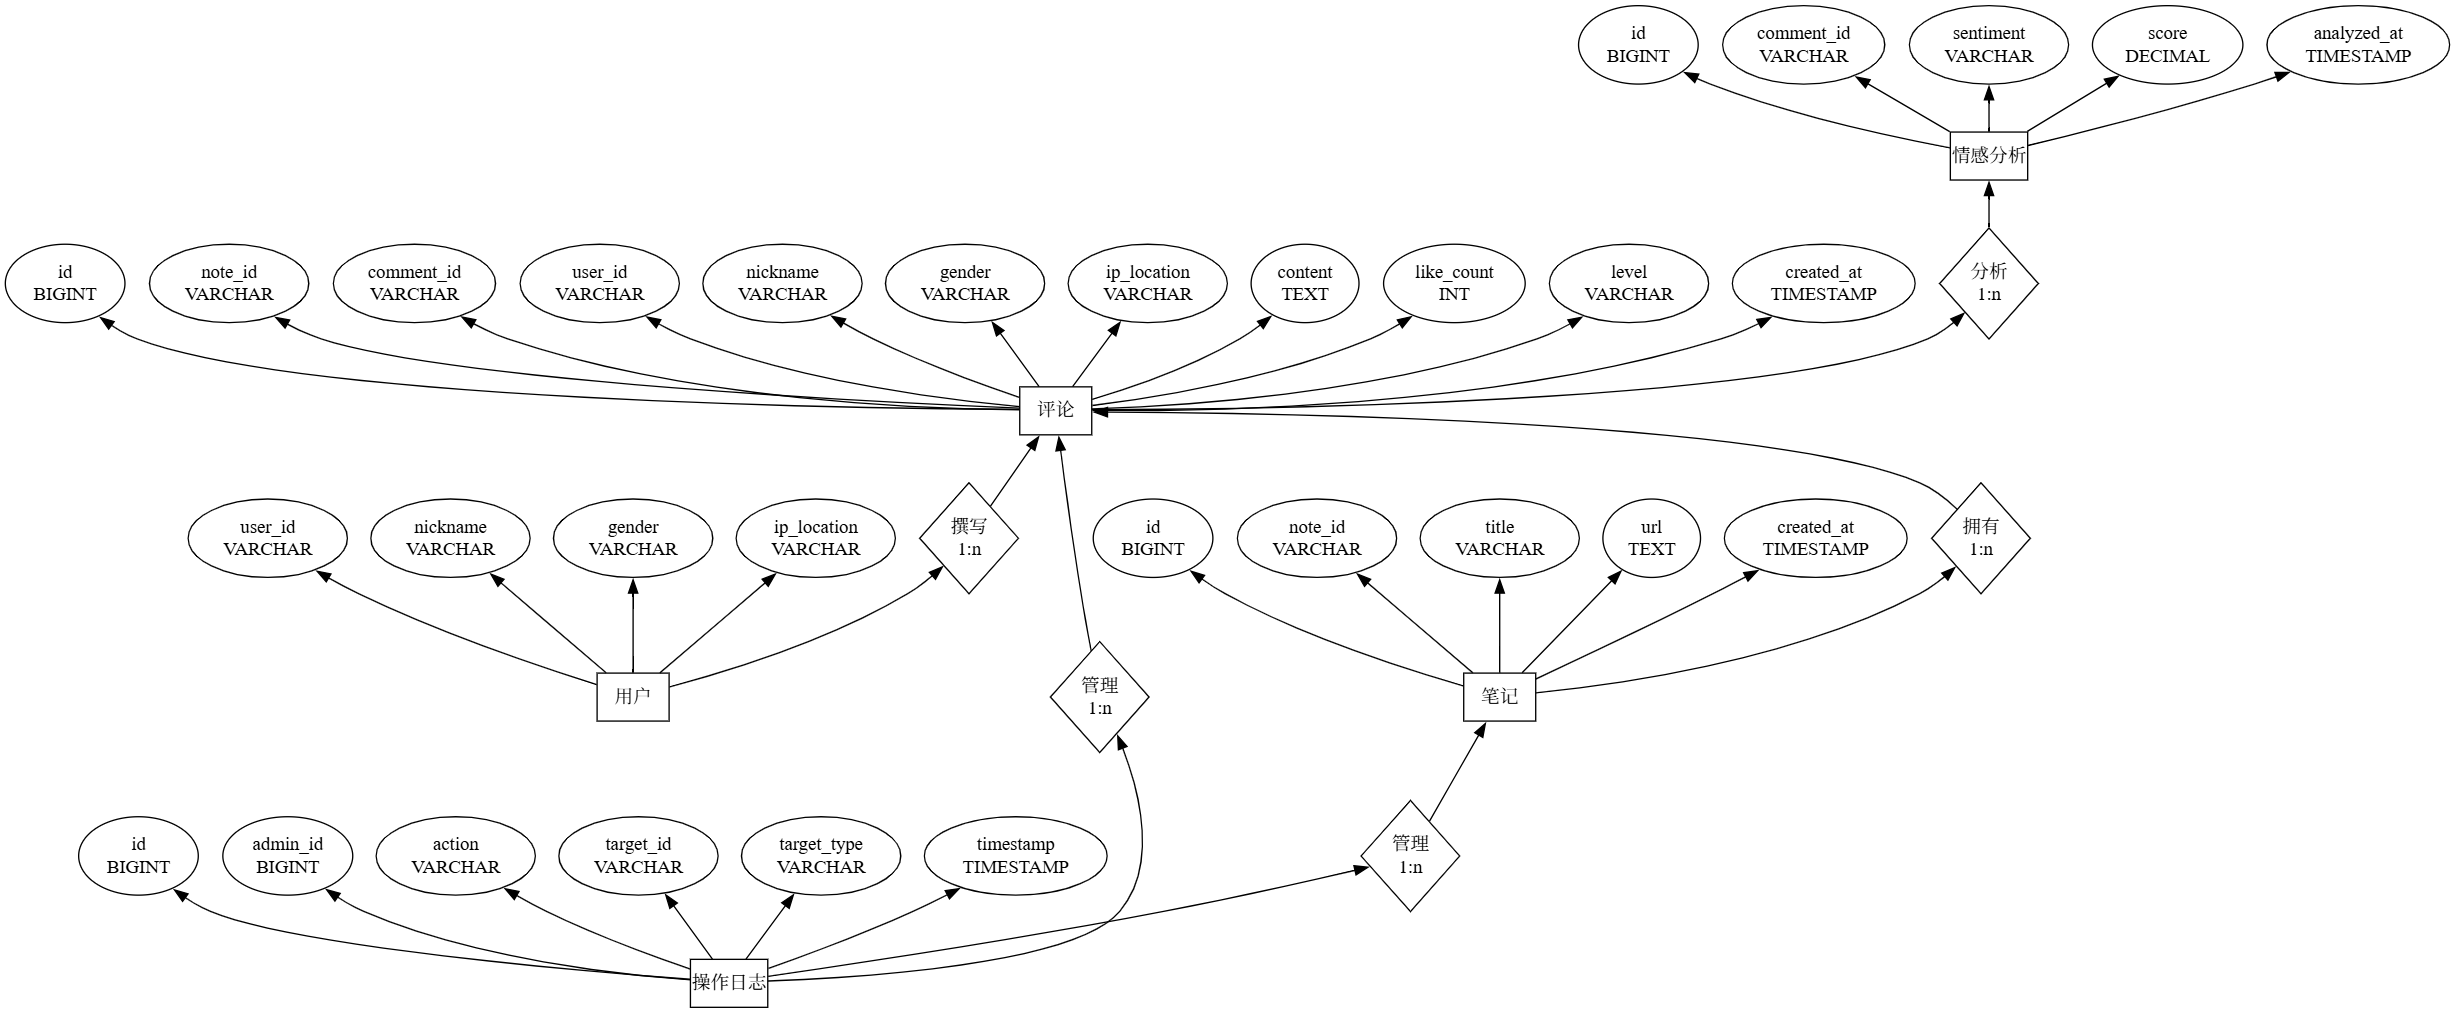 id
BIGINT
comment_id
VARCHAR
sentiment
VARCHAR
score
DECIMAL
analyzed_at
TIMESTAMP
情感分析
id
BIGINT
note_id
VARCHAR
comment_id
VARCHAR
user_id
VARCHAR
nickname
VARCHAR
gender
VARCHAR
ip_location
VARCHAR
content
TEXT
like_count
INT
level
VARCHAR
created_at
TIMESTAMP
分析
1:n
评论
user_id
VARCHAR
nickname
VARCHAR
gender
VARCHAR
ip_location
VARCHAR
撰写
1:n
id
BIGINT
note_id
VARCHAR
title
VARCHAR
url
TEXT
created_at
TIMESTAMP
拥有
1:n
用户
管理
1:n
笔记
id
BIGINT
admin_id
BIGINT
action
VARCHAR
target_id
VARCHAR
target_type
VARCHAR
timestamp
TIMESTAMP
管理
1:n
操作日志